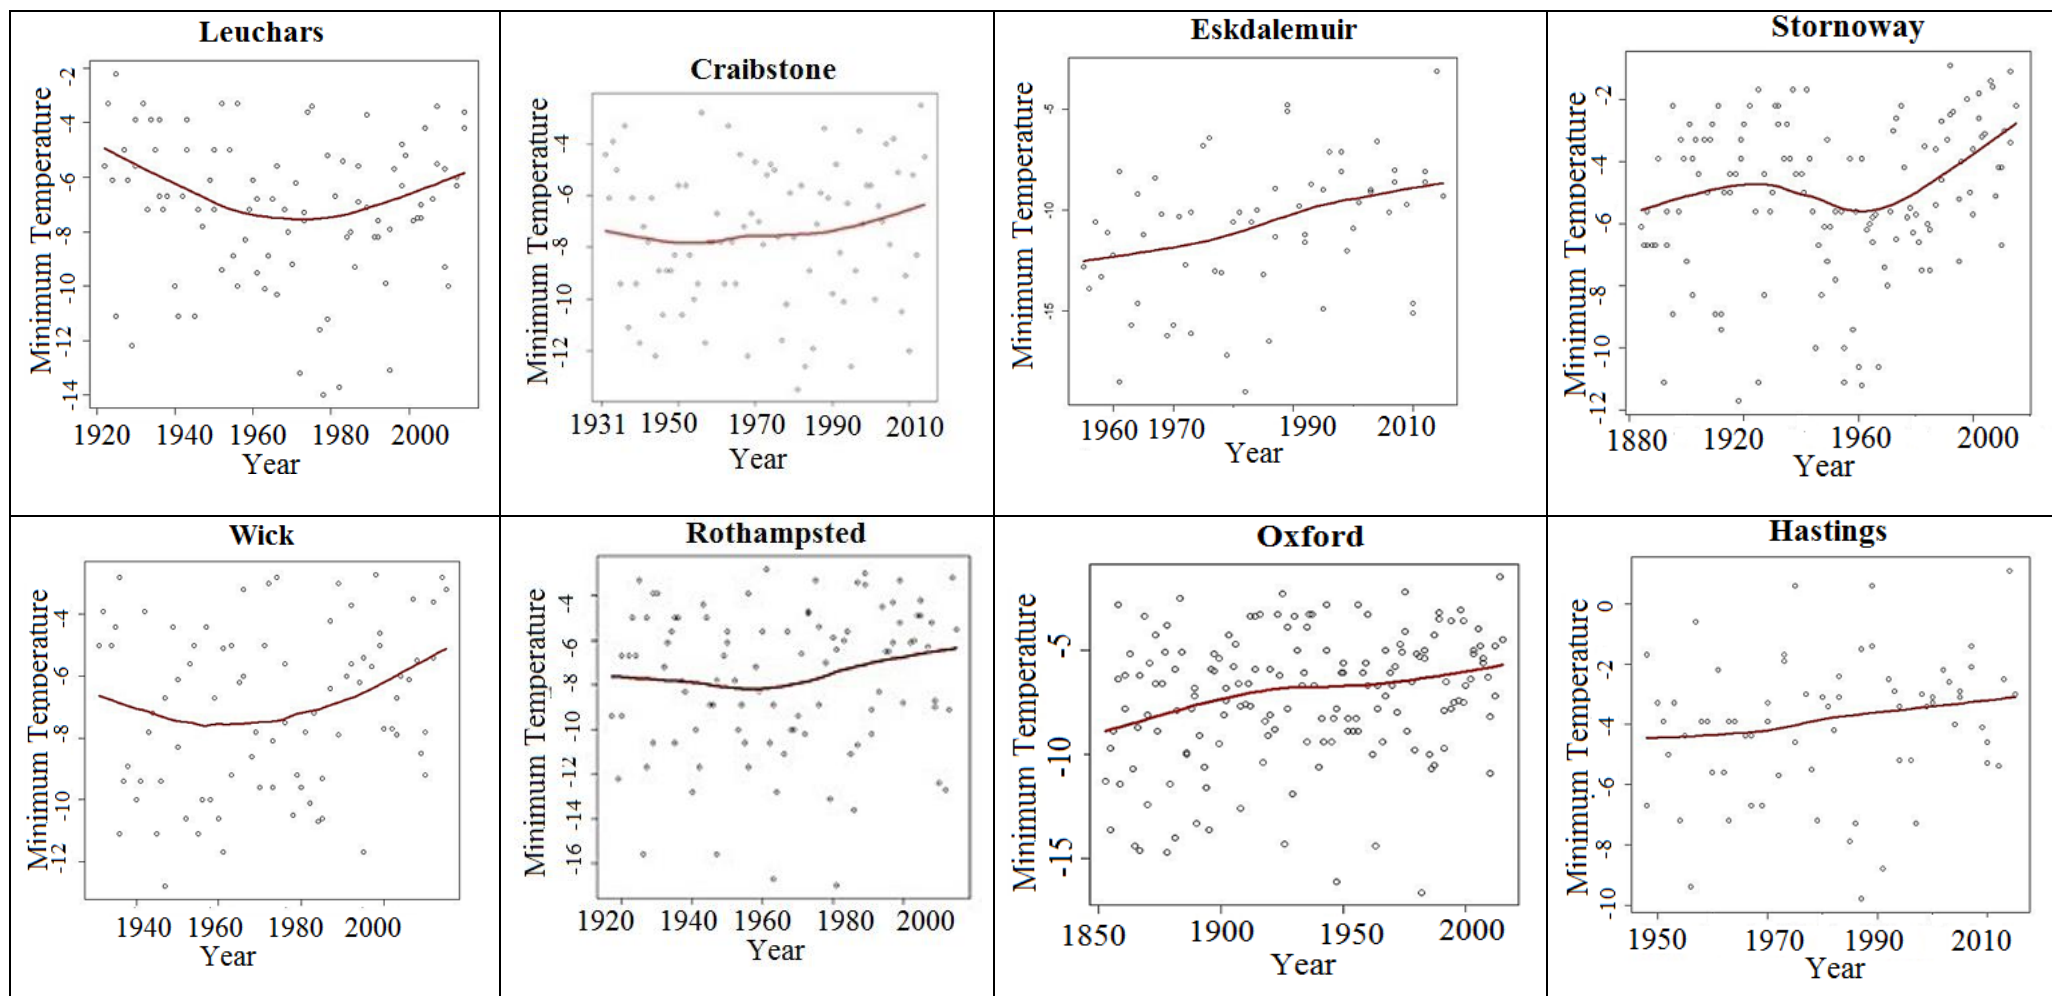 Leuchars
Minimum Temperature
-2
-4
-6
-8
-10
-12
-14
1920 1940 1960 1980 2000
Year
Craibstone
Minimum Temperature
-4
-6
-8
-10
-12
1931 1950 1970 1990 2010
Year
Eskdalemuir
Minimum Temperature
-5
-10
-15
1960 1970 1990 2010
Year
Stornoway
Minimum Temperature
-2
-4
-6
-8
-10
-12
1880 1920 1960 2000
Year
Wick
Minimum Temperature
-4
-6
-8
-10
-12
1940 1960 1980 2000
Year
Rothampsted
Minimum Temperature
-4
-6
-8
-10
-12
-14
-16
1920 1940 1960 1980 2000
Year
Oxford
Minimum Temperature
-5
-10
-15
1850 1900 1950 2000
Year
Hastings
Minimum Temperature
0
-2
-4
-6
-8
-10
1950 1970 1990 2010
Year